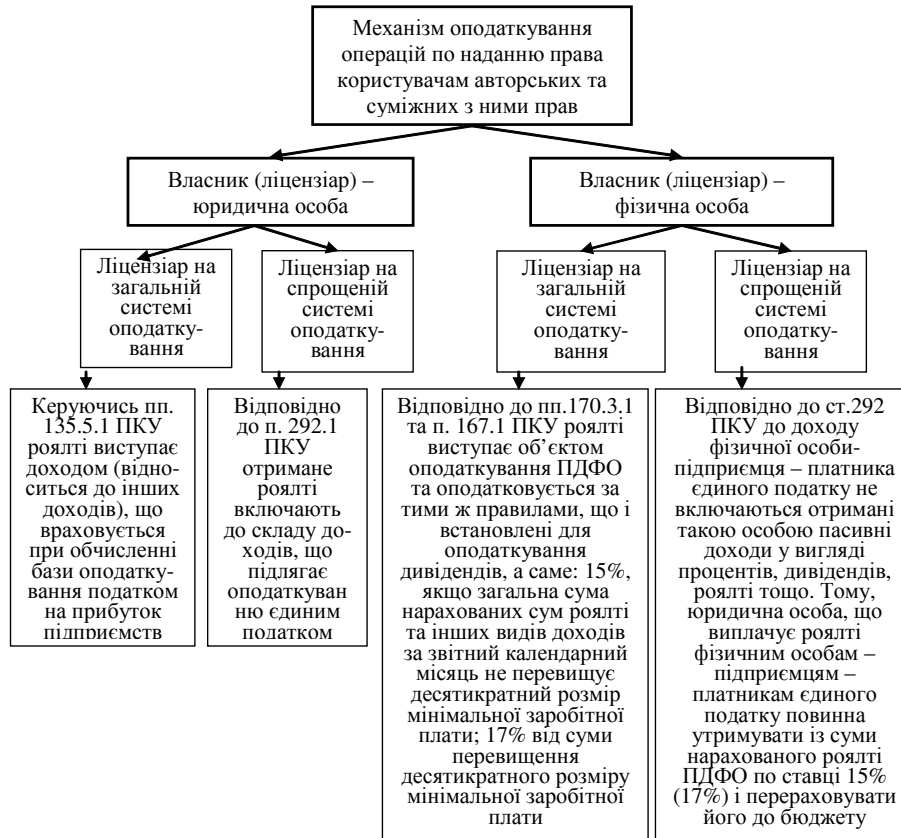 Механізм оподаткування
операцій по наданню права
користувачам авторських та
суміжних з ними прав
Власник (ліцензіар) –
юридична особа
Власник (ліцензіар) –
фізична особа
Ліцензіар на
загальній
системі
оподатку-
вання
Ліцензіар на
спрощеній
системі
оподатку-
вання
Ліцензіар на
загальній
системі
оподатку-
вання
Ліцензіар на
спрощеній
системі
оподатку-
вання
Керуючись пп.
135.5.1 ПКУ
роялті виступає
доходом (відно-
ситься до інших
доходів), що
враховується
при обчисленні
бази оподатку-
вання податком
на прибуток
підприємств
Відповідно
до п. 292.1
ПКУ
отримане
роялті
включають
до складу до-
ходів, що
підлягає
оподаткуван
ню єдиним
податком
Відповідно до пп.170.3.1
та п. 167.1 ПКУ роялті
виступає об’єктом
оподаткування ПДФО
та оподатковується за
тими ж правилами, що і
встановлені для
оподаткування
дивідендів, а саме: 15%,
якщо загальна сума
нарахованих сум роялті
та інших видів доходів
за звітний календарний
місяць не перевищує
десятикратний розмір
мінімальної заробітної
плати; 17% від суми
перевищення
десятикратного розміру
мінімальної заробітної
плати
Відповідно до ст.292
ПКУ до доходу
фізичної особи-
підприємця – платника
єдиного податку не
включаються отримані
такою особою пасивні
доходи у вигляді
процентів, дивідендів,
роялті тощо. Тому,
юридична особа, що
виплачує роялті
фізичним особам –
підприємцям –
платникам єдиного
податку повинна
утримувати із суми
нарахованого роялті
ПДФО по ставці 15%
(17%) і перераховувати
його до бюджету